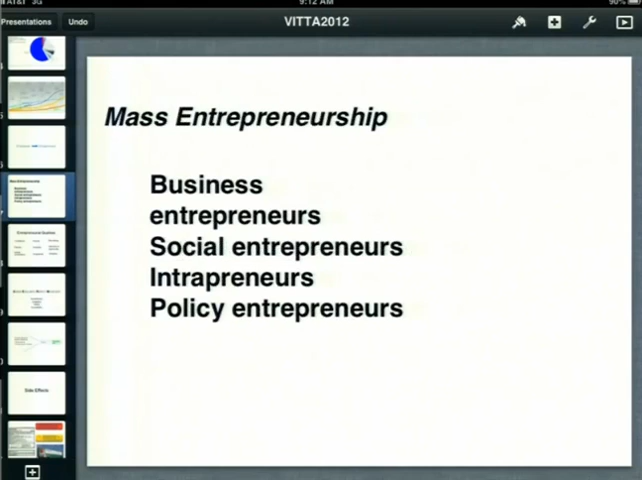 AT&T 3G 9:12 AM 90%
Presentations Undo VITTA2012
Mass Entrepreneurship
Business
entrepreneurs
Social entrepreneurs
Intrapreneurs
Policy entrepreneurs
Side Effects